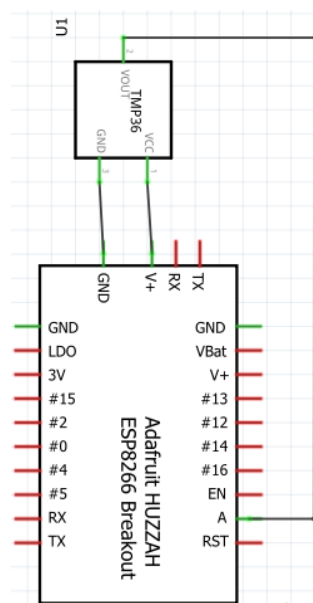 U1
2
VOUT
TMP36
GND
VCC
3
1
GND
V+
RX
TX
GND
LDO
3V
#15
#2
#0
#4
#5
RX
TX
Adafruit HUZZAH
ESP8266 Breakout
GND
VBat
V+
#13
#12
#14
#16
EN
A
RST